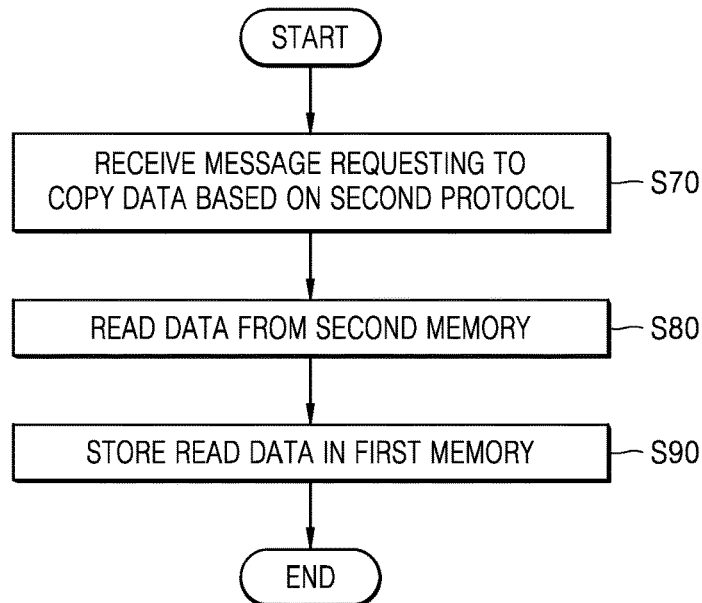 START
RECEIVE MESSAGE REQUESTING TO
COPY DATA BASED ON SECOND PROTOCOL
S70
READ DATA FROM SECOND MEMORY
S80
STORE READ DATA IN FIRST MEMORY
S90
END